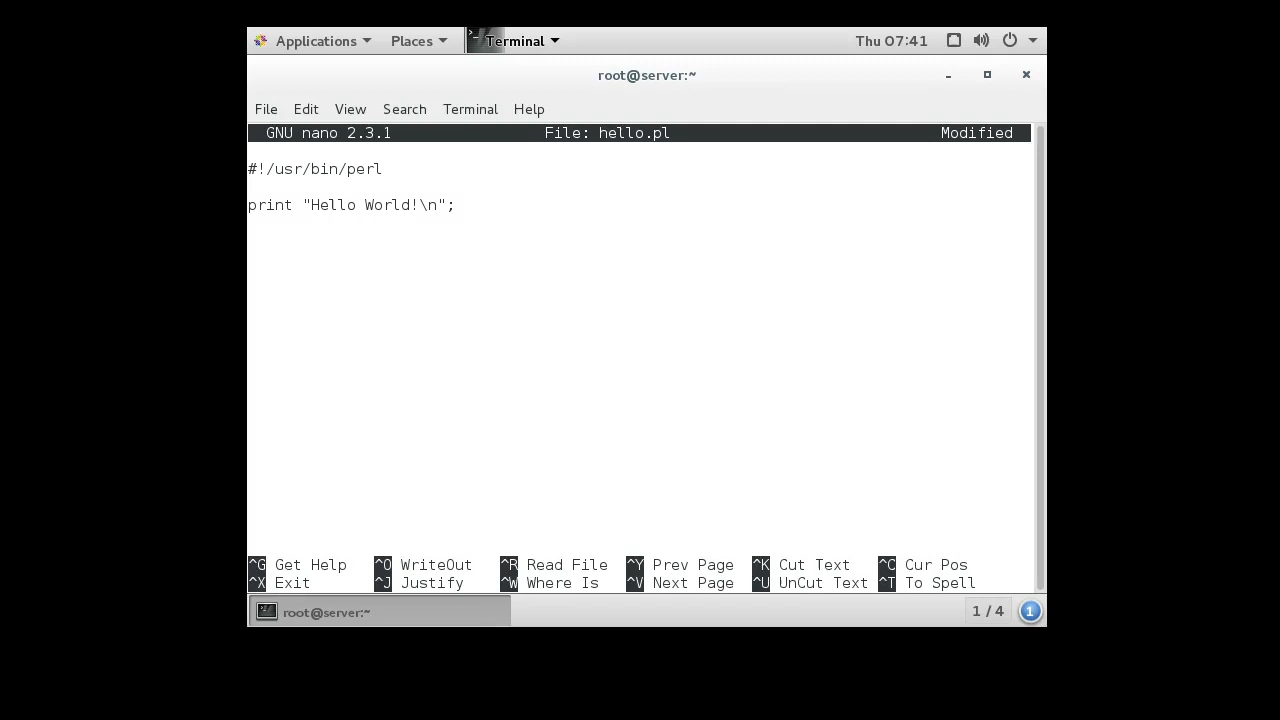 Applications Places Terminal Thu 07:41
root@server:~
File Edit View Search Terminal Help
GNU nano 2.3.1 File: hello.pl Modified
#!/usr/bin/perl
print "Hello World!\n";
^G Get Help ^O WriteOut ^R Read File ^Y Prev Page ^K Cut Text ^C Cur Pos
^X Exit ^J Justify ^W Where Is ^V Next Page ^U UnCut Text ^T To Spell
root@server:~ 1 / 4 1